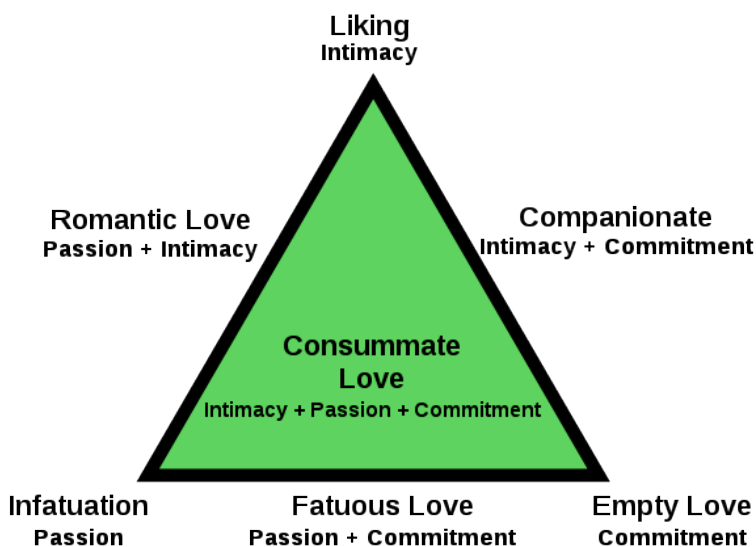 Liking
Intimacy
Romantic Love
Passion + Intimacy
Companionate
Intimacy + Commitment
Consummate
Love
Intimacy + Passion + Commitment
Infatuation
Passion
Fatuous Love
Passion + Commitment
Empty Love
Commitment